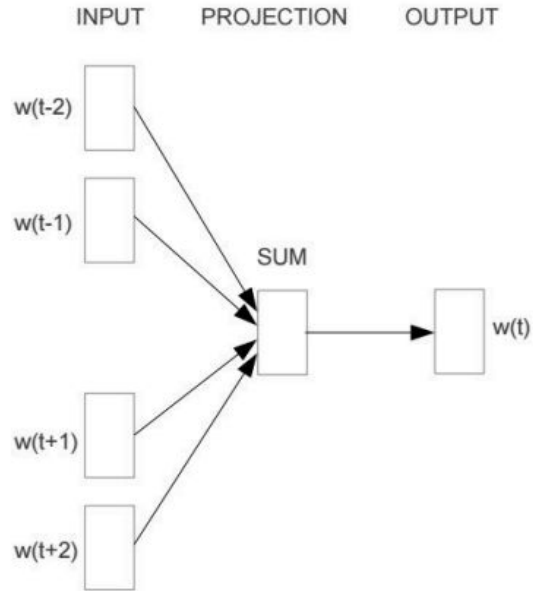 INPUT PROJECTION OUTPUT
w(t-2)
w(t-1)
SUM
w(t)
w(t+1)
w(t+2)